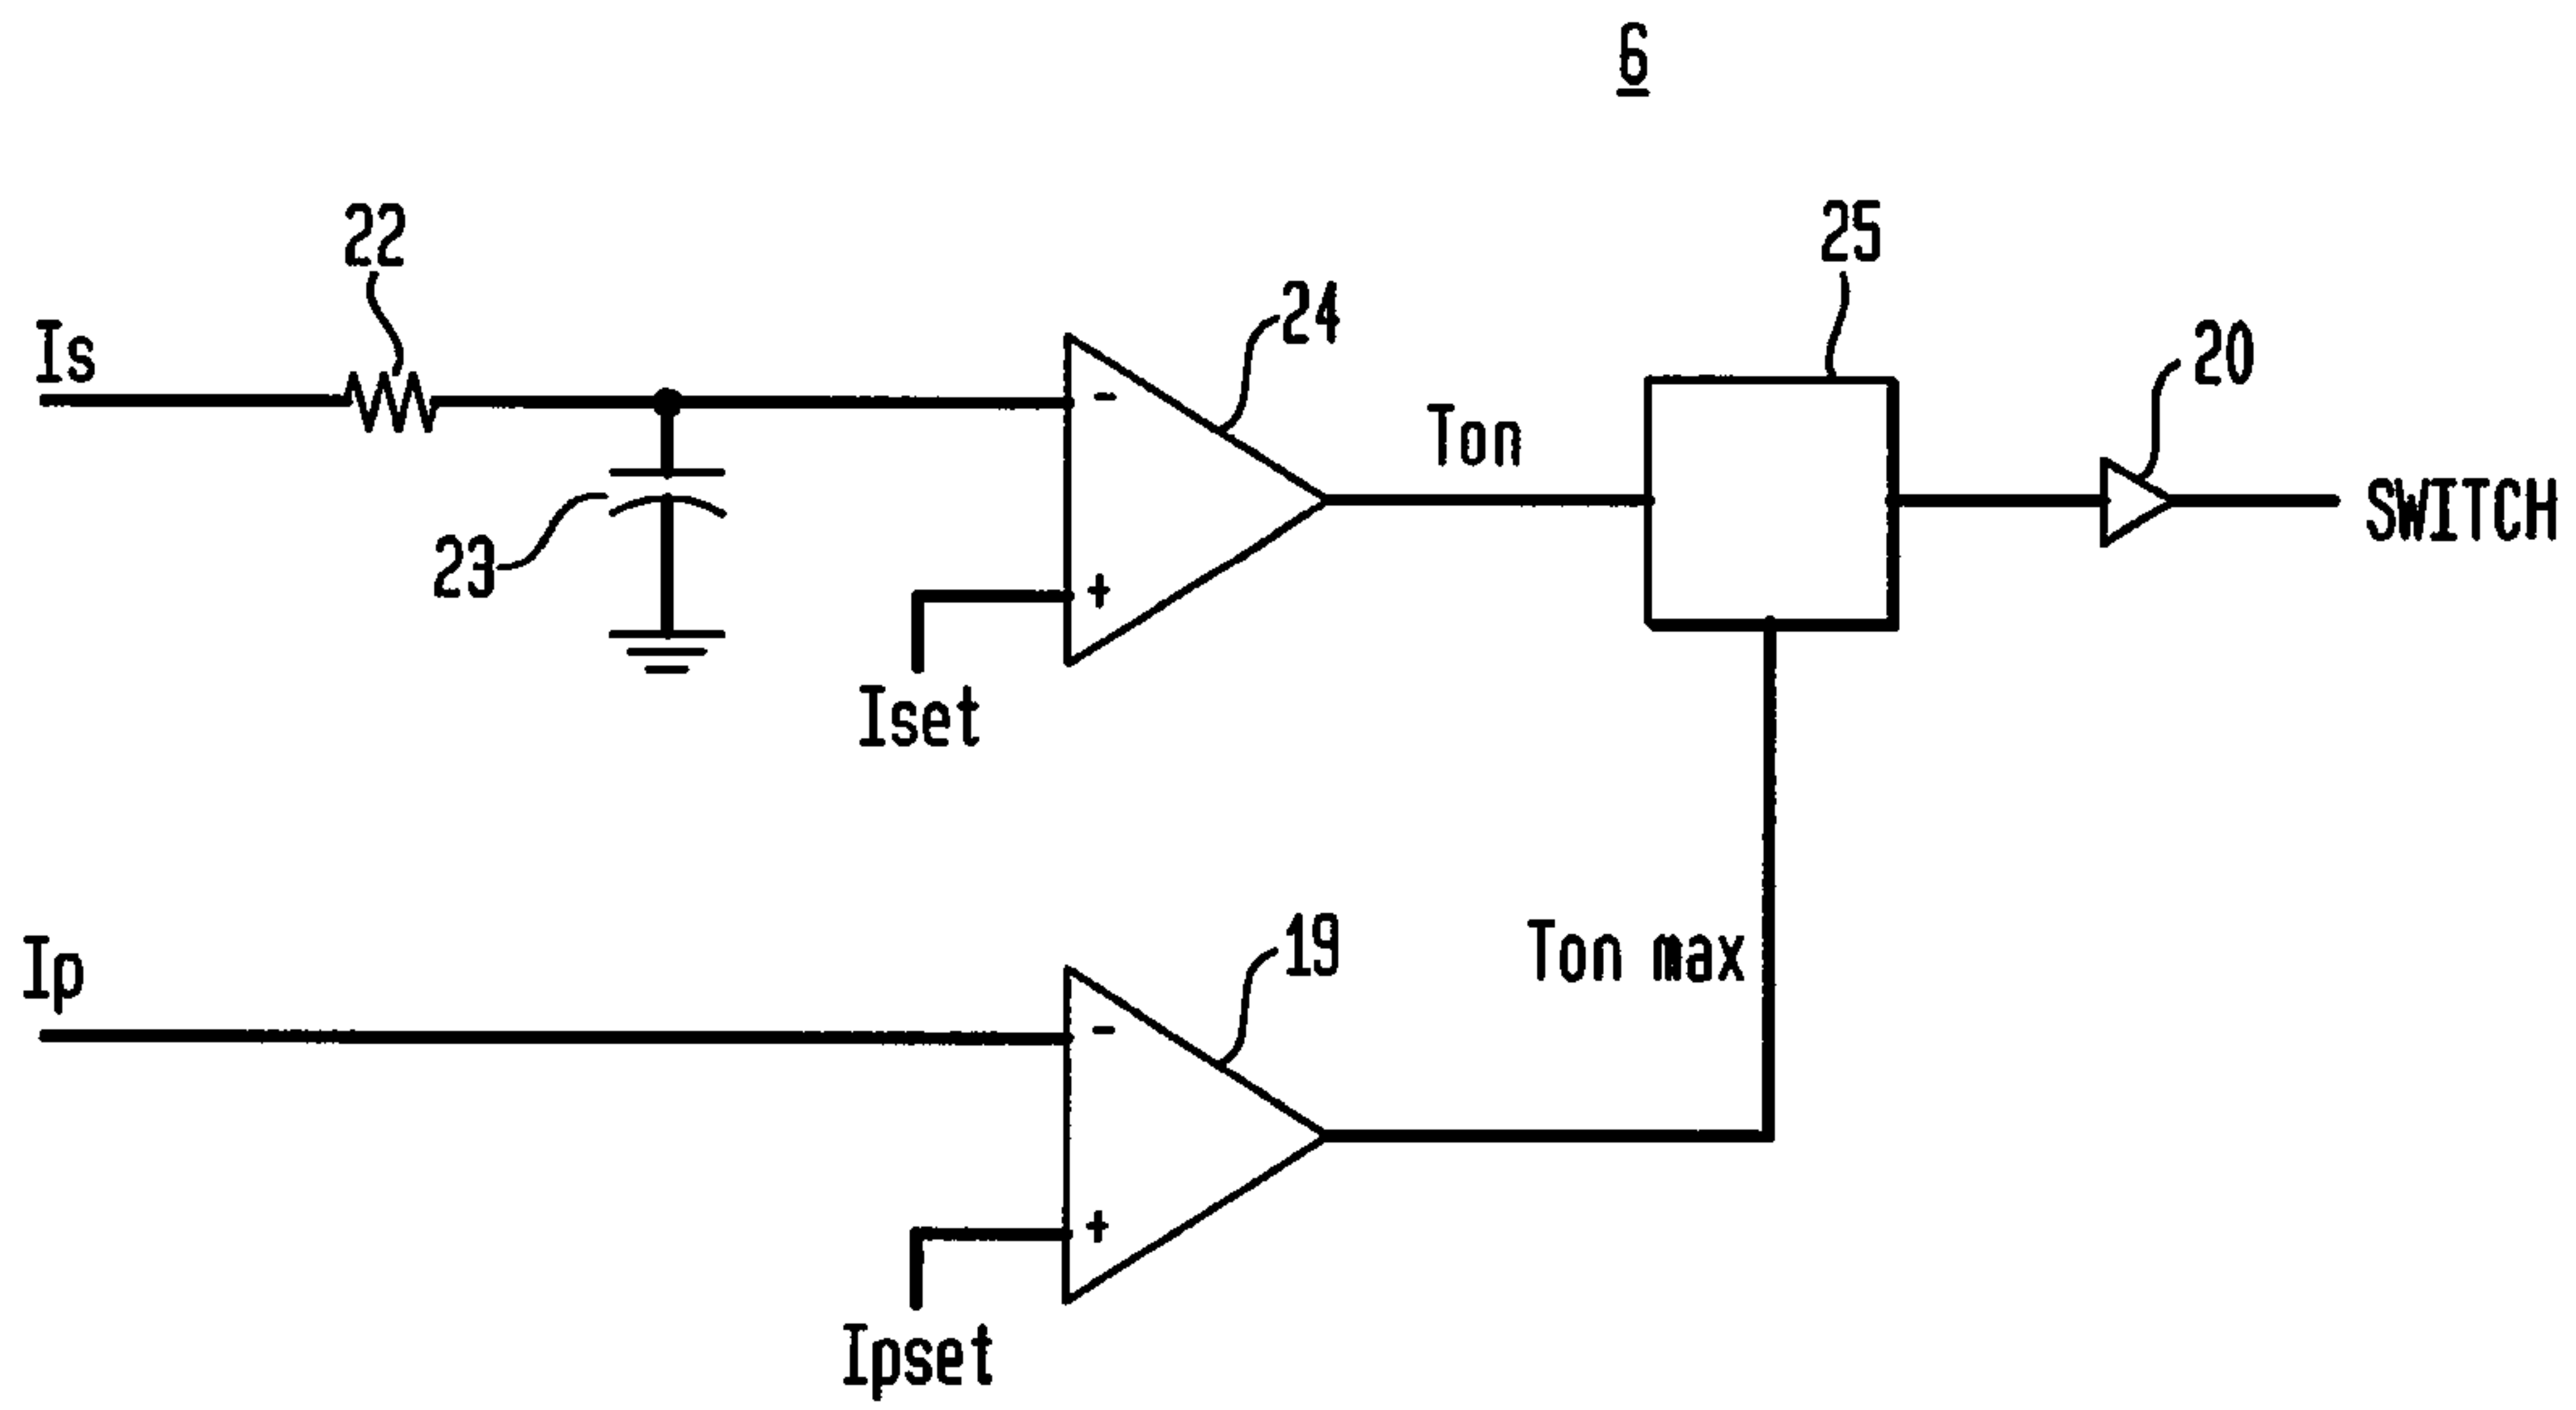 6
22
25
24
20
Is
-
Ton
SWITCH
23
+
Iset
19
Ip
Ton max
-
+
Ipset